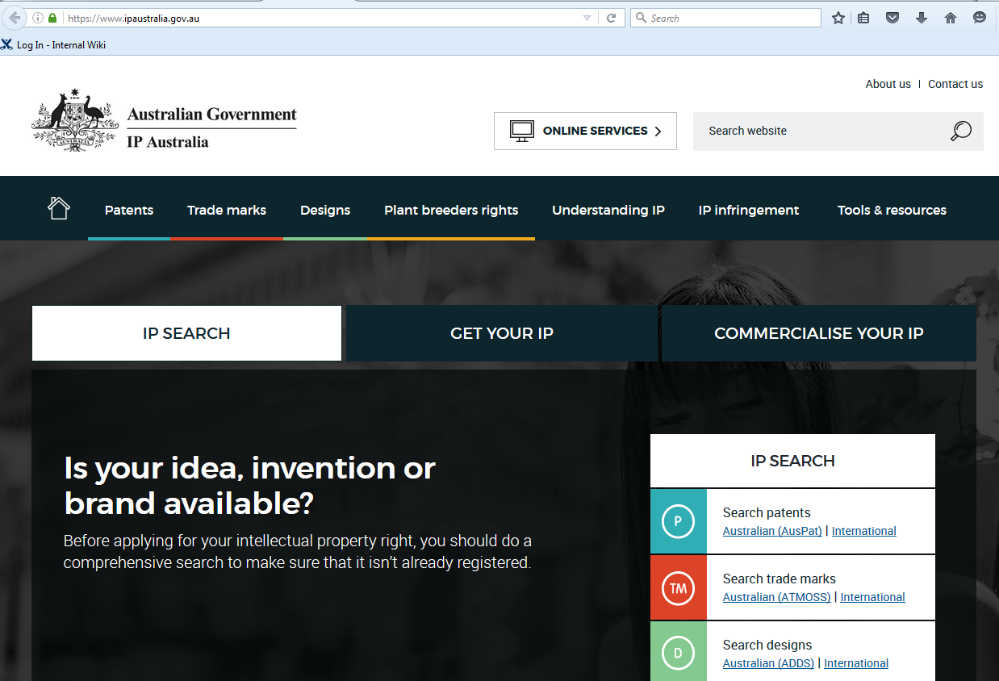 https://www.ipaustralia.gov.au
Search
Log In - Internal Wiki
About us | Contact us
Australian Government
IP Australia
AUSTRALIA
ONLINE SERVICES
Search website
Patents
Trade marks
Designs
Plant breeders rights
Understanding IP
IP infringement
Tools & resources
IP SEARCH
GET YOUR IP
COMMERCIALISE YOUR IP
Is your idea, invention or
brand available?
Before applying for your intellectual property right, you should do a
comprehensive search to make sure that it isn't already registered.
IP SEARCH
P
Search patents
Australian (AusPat) | International
TM
Search trade marks
Australian (ATMOSS) | International
D
Search designs
Australian (ADDS) | International